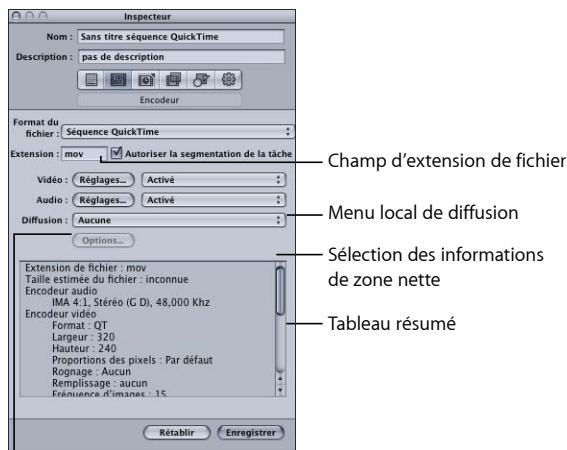 Inspecteur
Nom : Sans titre séquence QuickTime
Description : pas de description
Encodeur
Format du
fichier : Séquence QuickTime
Extension : mov Autoriser la segmentation de la tâche
Champ d'extension de fichier
Vidéo : Réglages... Activé
Audio : Réglages... Activé
Diffusion : Aucune
Menu local de diffusion
Options...
Sélection des informations
de zone nette
Extension de fichier : mov
Taille estimée du fichier : inconnue
Encodeur audio
IMA 4:1, Stéréo (G D), 48,000 Khz
Encodeur vidéo
Format : QT
Largeur : 320
Hauteur : 240
Proportions des pixels : Par défaut
Rognage : Aucun
Remplissage : aucun
Fréquence d'images : 15
Tableau résumé
Rétablir Enregistrer